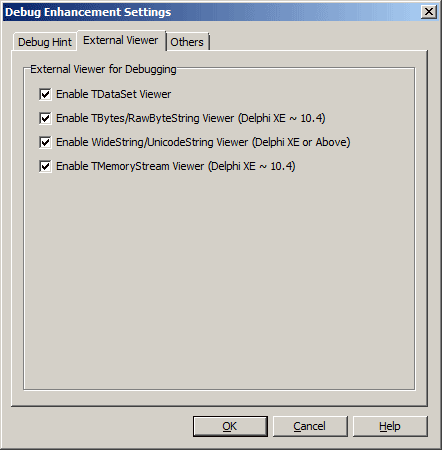 Debug Enhancement Settings
Debug Hint External Viewer Others
External Viewer for Debugging
Enable TDataSet Viewer
Enable TBytes/RawByteString Viewer (Delphi XE ~ 10.4)
Enable WideString/UnicodeString Viewer (Delphi XE or Above)
Enable TMemoryStream Viewer (Delphi XE ~ 10.4)
OK Cancel Help